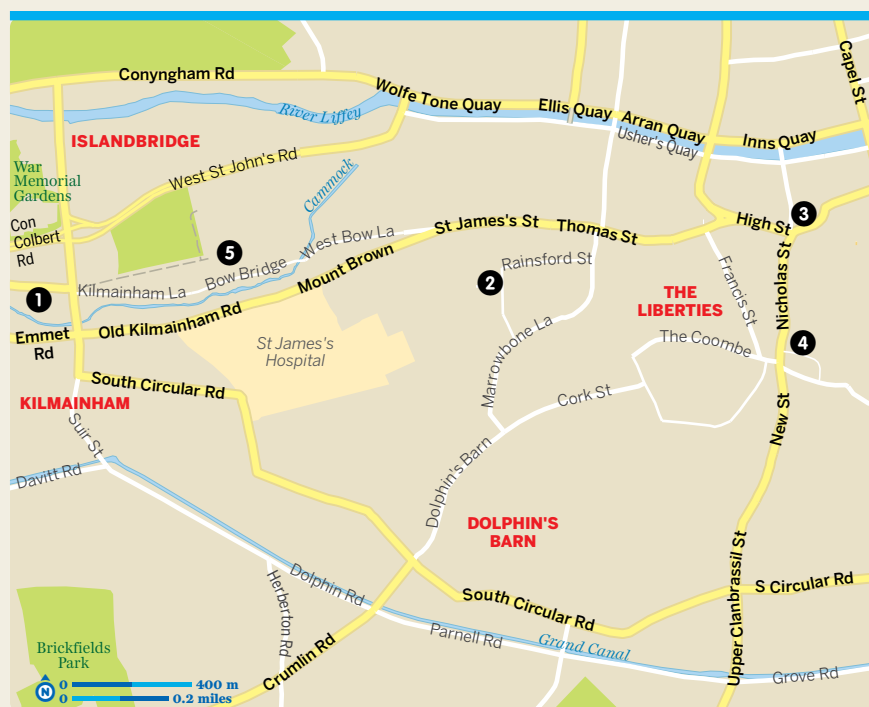 Conyngham Rd
Capel St
Wolfe Tone Quay
Ellis Quay
Arran Quay
River Liffey
Usher's Quay
Inns Quay
ISLANDBRIDGE
War
Memorial
Gardens
West St John's Rd
Cammock
Con
Colbert
Rd
5
West Bow La
St James's St
Thomas St
High St
3
Bow Bridge
Mount Brown
Rainsford St
2
Francis St
Nicholas St
1
Kilmainham La
THE
LIBERTIES
Emmet
Rd
Old Kilmainham Rd
St James's
Hospital
Marrowbone La
The Coombe
4
South Circular Rd
Cork St
KILMAINHAM
Suir St
New St
Davitt Rd
Dolphin's Barn
DOLPHIN'S
BARN
Dolphin Rd
Herberton Rd
South Circular Rd
S Circular Rd
Upper Clanbrassil St
Parnell Rd
Grand Canal
Crumlin Rd
Grove Rd
Brickfields
Park
N
0 400 m
0 0.2 miles